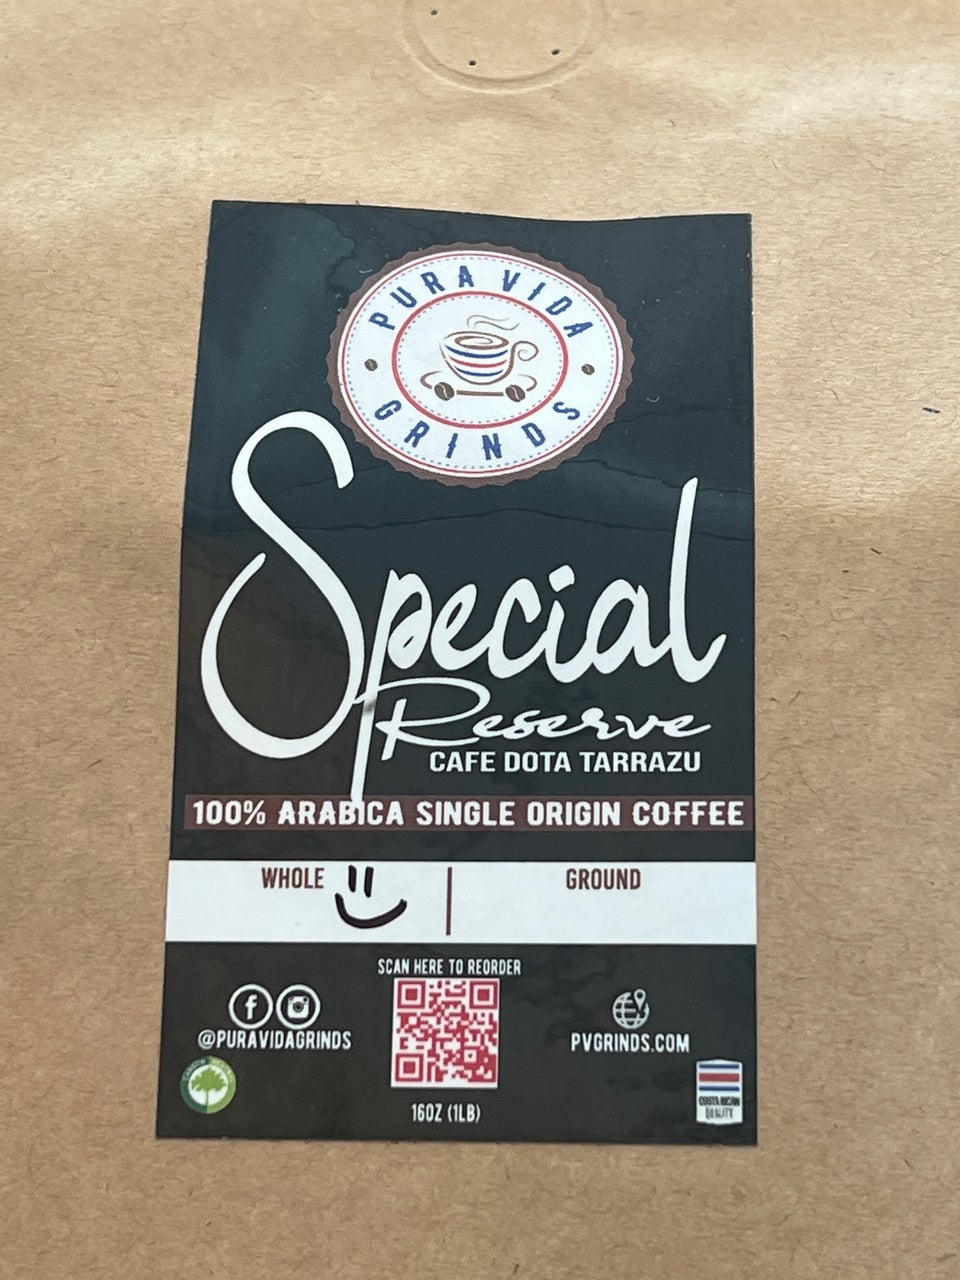 PURA VIDA
GRINDS
Special
Reserve
CAFE DOTA TARRAZU
100% ARABICA SINGLE ORIGIN COFFEE
WHOLE
GROUND
SCAN HERE TO REORDER
@PURAVIDAGRINDS
PVGRINDS.COM
16OZ (1LB)
COSTA RICAN
QUALITY